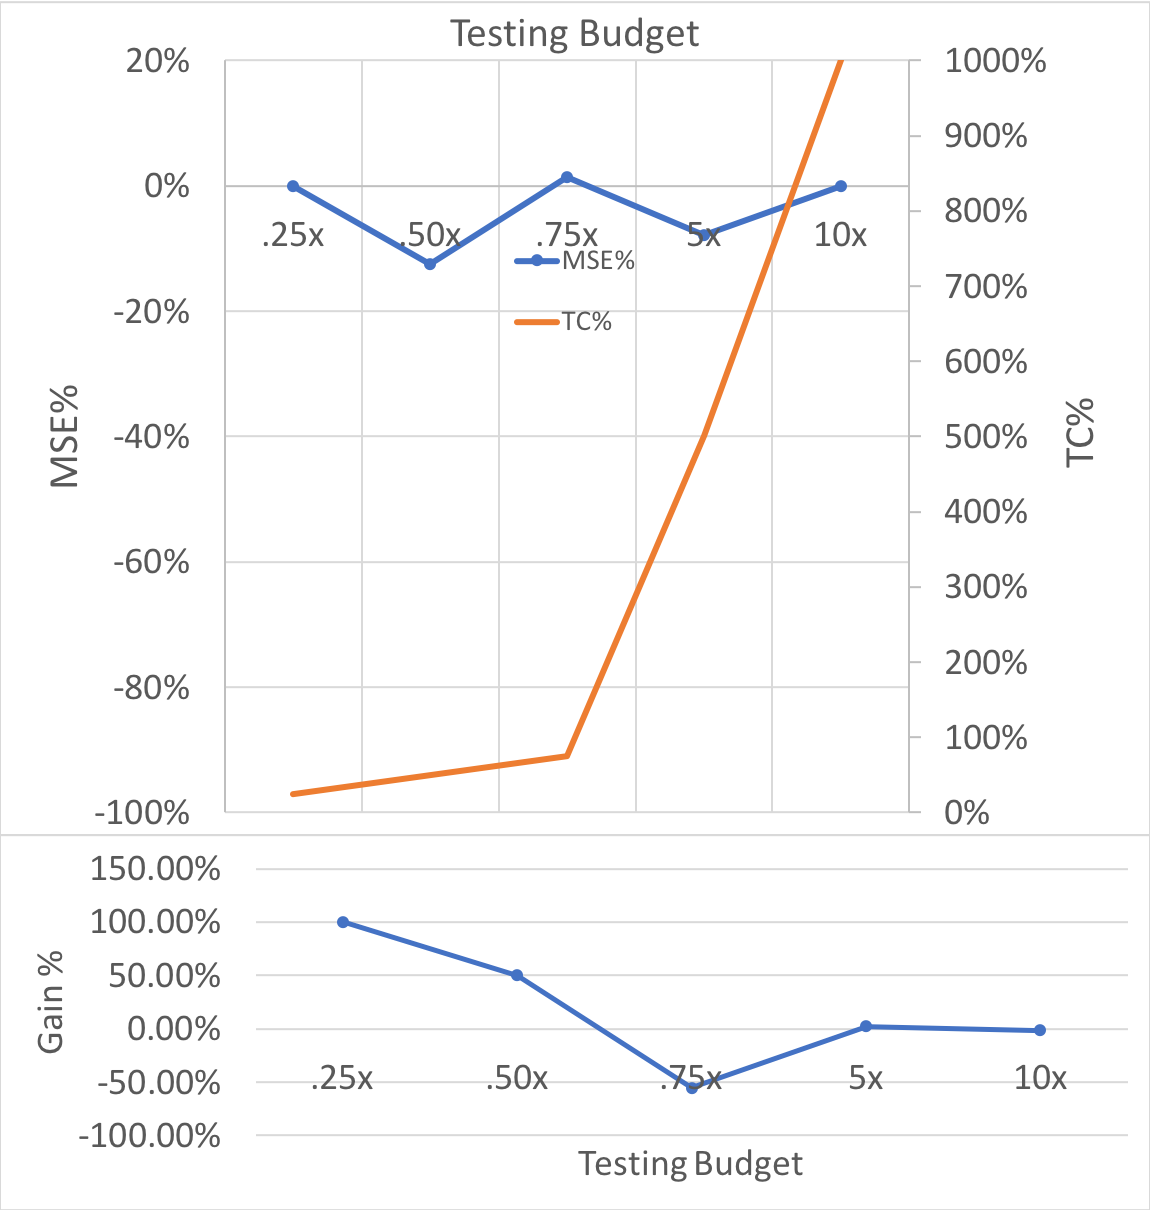 Testing Budget
20%
0%
-20%
-40%
-60%
-80%
-100%
MSE%
.25x .50x .75x 5x 10x
MSE%
TC%
1000%
900%
800%
700%
600%
500%
400%
300%
200%
100%
0%
TC%
150.00%
100.00%
50.00%
0.00%
-50.00%
-100.00%
Gain %
.25x .50x .75x 5x 10x
Testing Budget